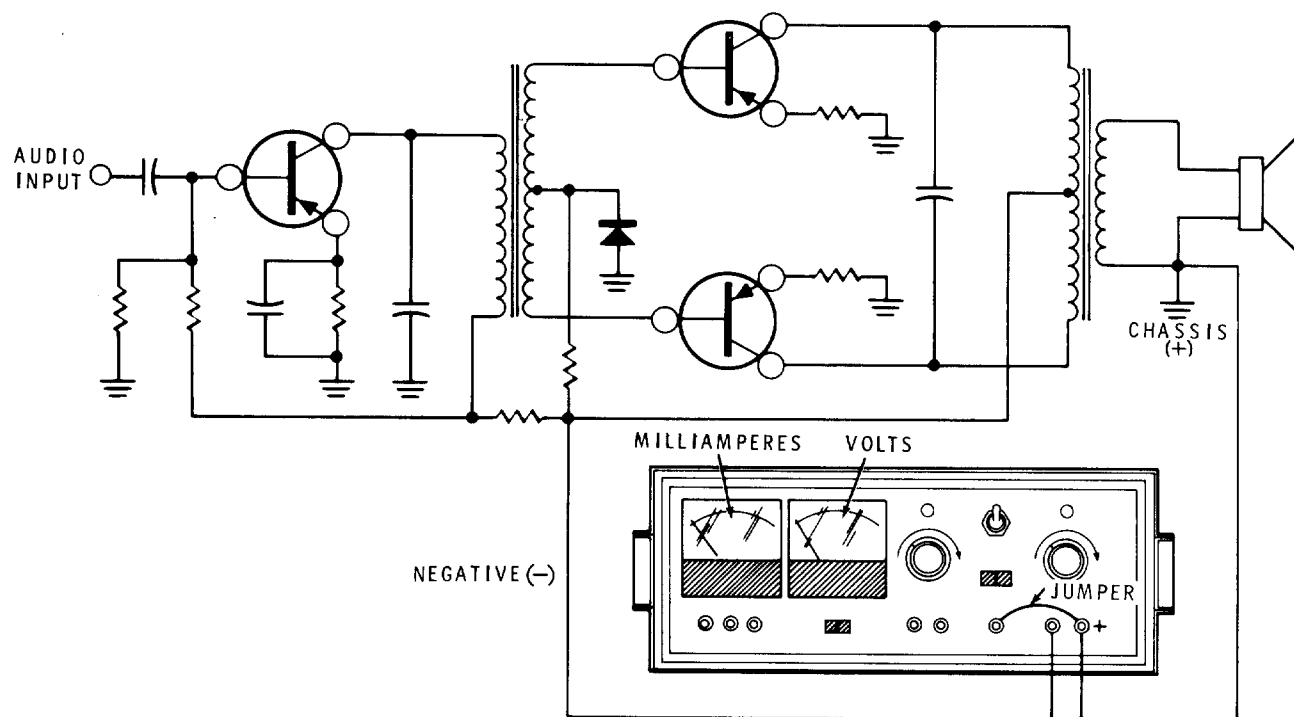 AUDIO
INPUT
CHASSIS
(+)
MILLIAMPERES
VOLTS
NEGATIVE (−)
JUMPER
+